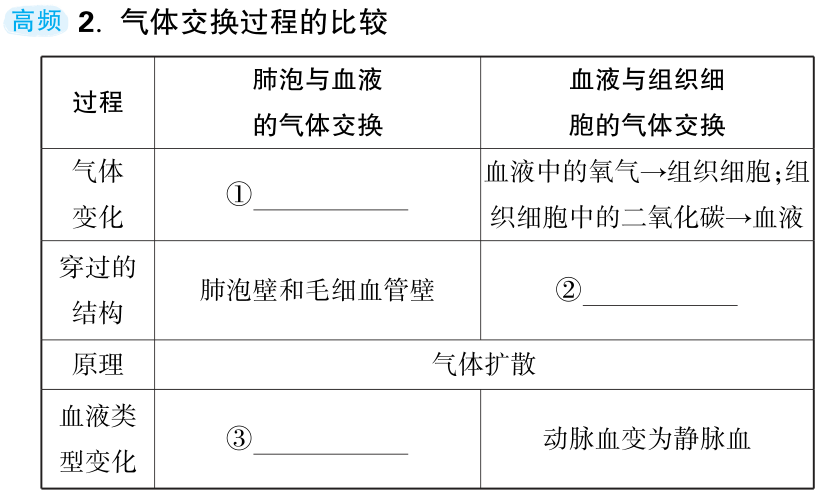 高频 2. 气体交换过程的比较
过程
肺泡与血液
的气体交换
血液与组织细
胞的气体交换
气体
变化
①____________
血液中的氧气→组织细胞;组
织细胞中的二氧化碳→血液
穿过的
结构
肺泡壁和毛细血管壁
②____________
原理
气体扩散
血液类
型变化
③____________
动脉血变为静脉血